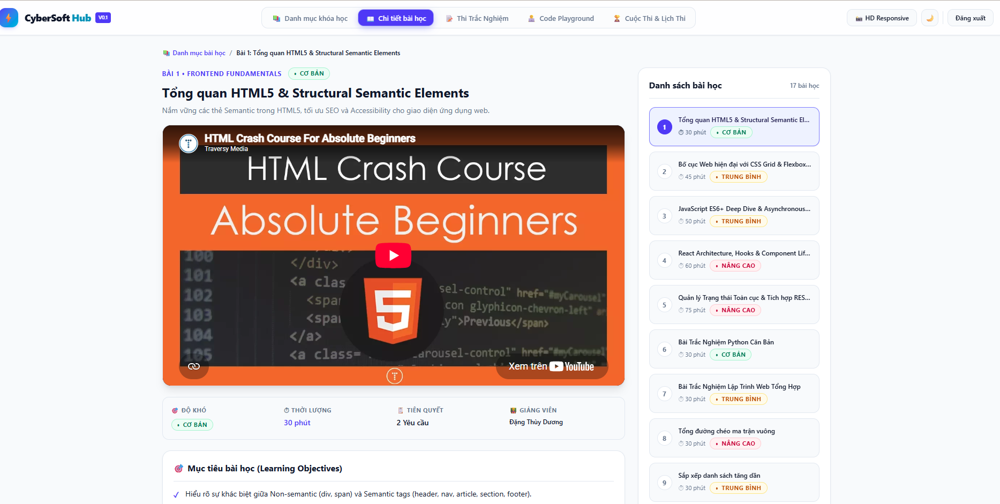 CyberSoft Hub V0.1
Danh mục khóa học
Chi tiết bài học
Thi Trắc Nghiệm
Code Playground
Cuộc Thi & Lịch Thi
HD Responsive
Đăng xuất
Danh mục bài học / Bài 1: Tổng quan HTML5 & Structural Semantic Elements
BÀI 1 • FRONTEND FUNDAMENTALS • CƠ BẢN
Tổng quan HTML5 & Structural Semantic Elements
Nắm vững các thẻ Semantic trong HTML5, tối ưu SEO và Accessibility cho giao diện ứng dụng web.
HTML Crash Course For Absolute Beginners
Traversy Media
HTML Crash Course
Absolute Beginners
100
101
102
103
104
105
</div>
<a clas
<spa
<spa
</a>
<a class=
sel-control" href="#myCarousel"
con glyphicon-chevron-left" ar
y">Previous</span>
arousel-control" href="#myCarousel"
5
Xem trên YouTube
ĐỘ KHÓ
• CƠ BẢN
THỜI LƯỢNG
30 phút
TIÊN QUYẾT
2 Yêu cầu
GIẢNG VIÊN
Đặng Thùy Dương
Mục tiêu bài học (Learning Objectives)
✓ Hiểu rõ sự khác biệt giữa Non-semantic (div, span) và Semantic tags (header, nav, article, section, footer).
Danh sách bài học
17 bài học
1
Tổng quan HTML5 & Structural Semantic El...
30 phút • CƠ BẢN
2
Bố cục Web hiện đại với CSS Grid & Flexbox...
45 phút • TRUNG BÌNH
3
JavaScript ES6+ Deep Dive & Asynchronous...
50 phút • TRUNG BÌNH
4
React Architecture, Hooks & Component Lif...
60 phút • NÂNG CAO
5
Quản lý Trạng thái Toàn cục & Tích hợp RES...
75 phút • NÂNG CAO
6
Bài Trắc Nghiệm Python Căn Bản
30 phút • CƠ BẢN
7
Bài Trắc Nghiệm Lập Trình Web Tổng Hợp
30 phút • TRUNG BÌNH
8
Tổng đường chéo ma trận vuông
30 phút • NÂNG CAO
9
Sắp xếp danh sách tăng dần
30 phút • TRUNG BÌNH